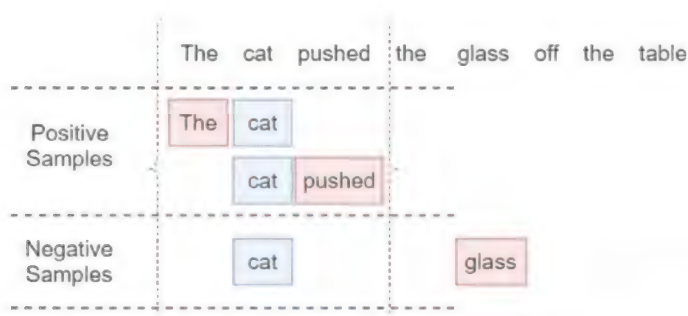 The cat pushed the glass off the table
Positive
Samples
The cat
cat pushed
Negative
Samples
cat glass